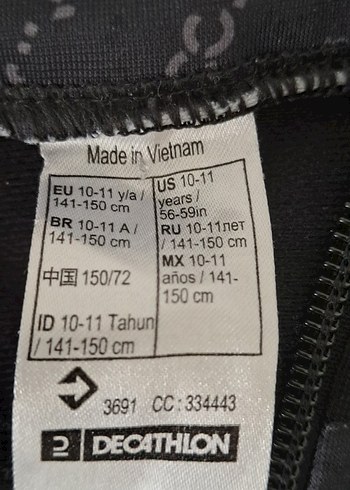 Made in Vietnam
EU 10-11 y/a /
141-150 cm
BR 10-11 A /
141-150 cm
中国 150/72
ID 10-11 Tahun
/ 141-150 cm
US 10-11
years /
56-59in
RU 10-11лет
/ 141-150 cm
MX 10-11
años / 141-
150 cm
3691 CC : 334443
DECATHLON